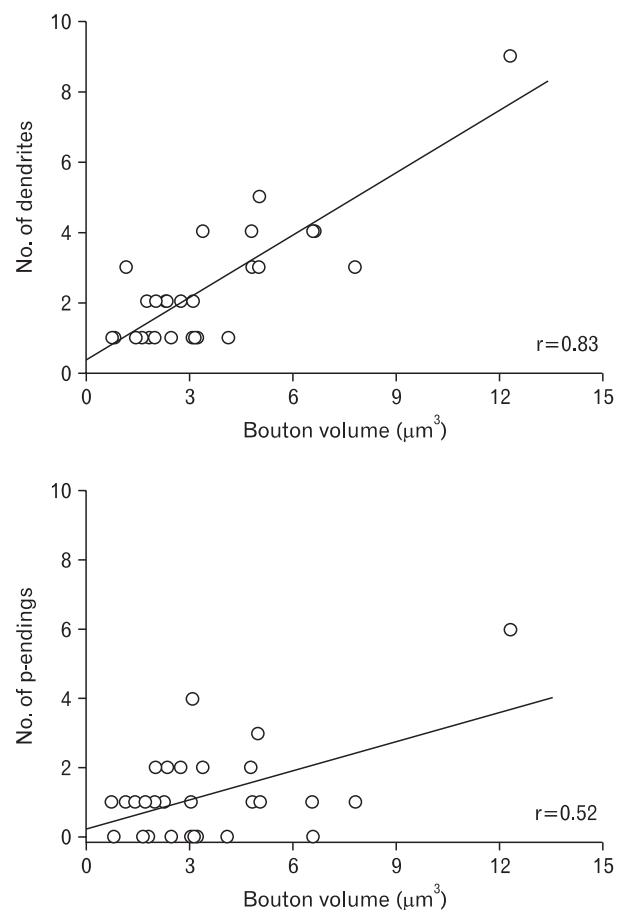 10
8
6
4
2
0
No. of dendrites
r=0.83
0 3 6 9 12 15
Bouton volume (μm³)
10
8
6
4
2
0
No. of p-endings
r=0.52
0 3 6 9 12 15
Bouton volume (μm³)